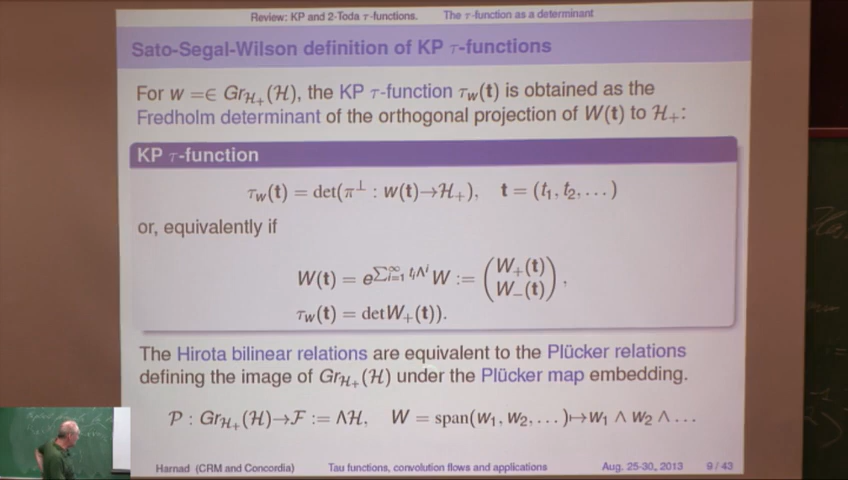 Review: KP and 2-Toda τ-functions. The τ-function as a determinant
Sato-Segal-Wilson definition of KP τ-functions
For w =∈ Gr_{ℋ₊}(ℋ), the KP τ-function τ_w(t) is obtained as the
Fredholm determinant of the orthogonal projection of W(t) to ℋ₊:
KP τ-function
τ_w(t) = det(π^⊥ : w(t)→ℋ₊), t = (t₁, t₂, . . . )
or, equivalently if
W(t) = e^{∑_{i=1}^∞ t_iΛ^i} W := (W₊(t)
W₋(t)),
τ_w(t) = detW₊(t)).
The Hirota bilinear relations are equivalent to the Plücker relations
defining the image of Gr_{ℋ₊}(ℋ) under the Plücker map embedding.
𝒫 : Gr_{ℋ₊}(ℋ)→ℱ := Λℋ, W = span(w₁, w₂, . . . )↦w₁ ∧ w₂ ∧ . . .
Harnad (CRM and Concordia) Tau functions, convolution flows and applications Aug. 25-30, 2013 9 / 43